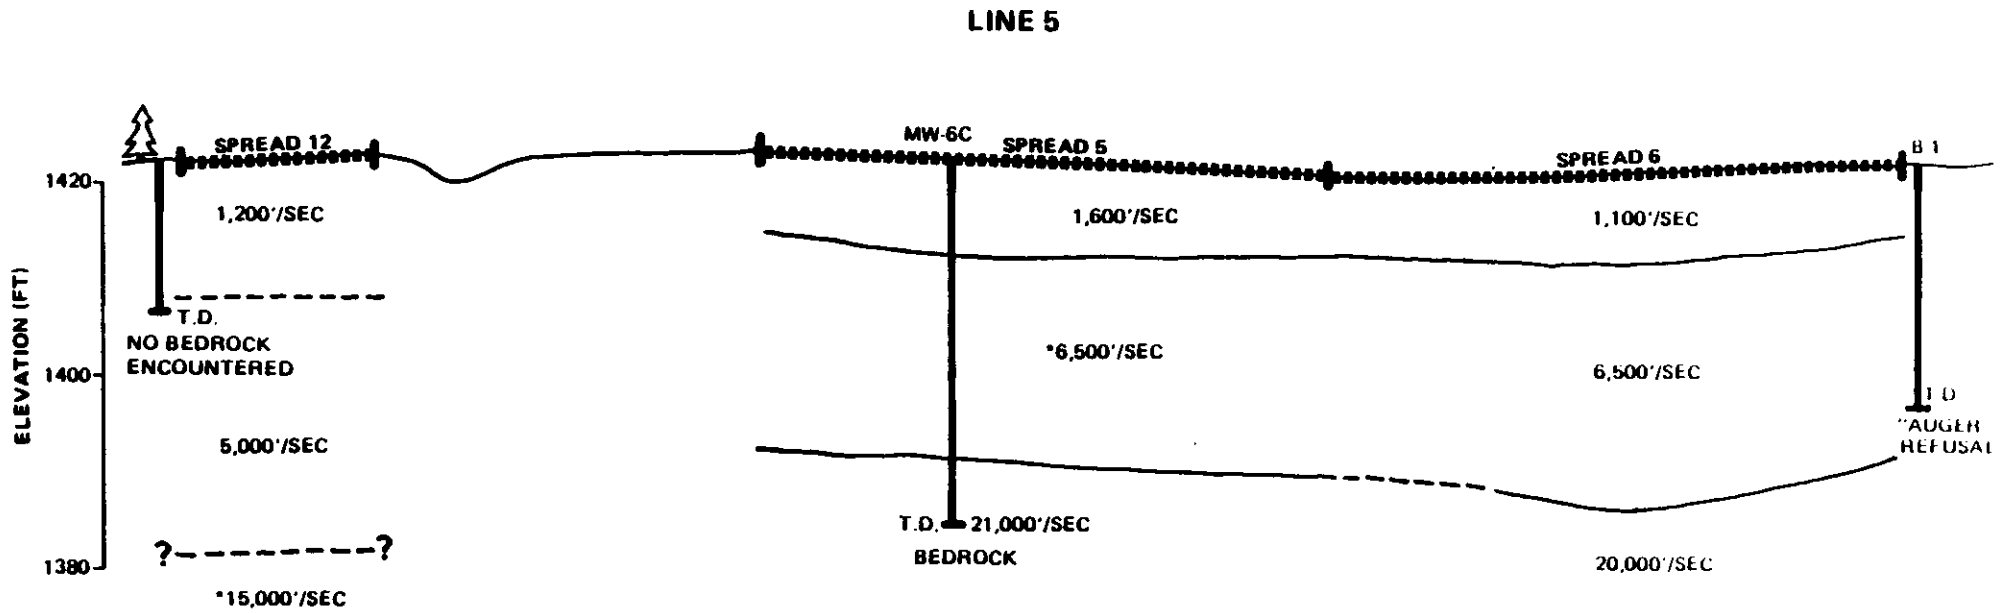 LINE 5
SPREAD 12
MW-6C
SPREAD 5
SPREAD 6
B 1
1420
1,200'/SEC
1,600'/SEC
1,100'/SEC
ELEVATION (FT)
T.D.
NO BEDROCK
ENCOUNTERED
1400
*6,500'/SEC
6,500'/SEC
T D
"AUGER
REFUSAL
5,000'/SEC
T.D. 21,000'/SEC
BEDROCK
? ?
1380
20,000'/SEC
*15,000'/SEC